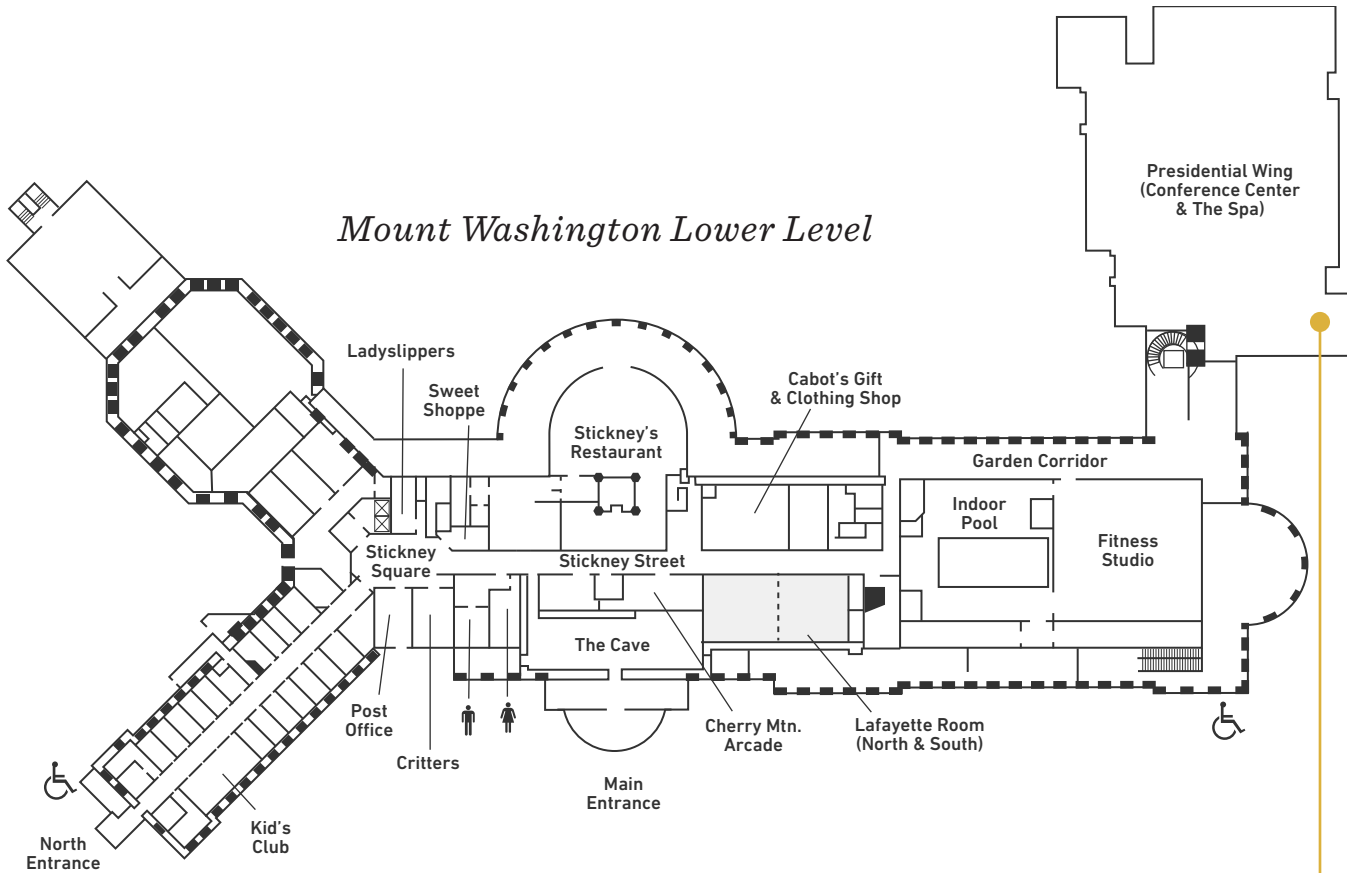 Presidential Wing
(Conference Center
& The Spa)
Mount Washington Lower Level
Ladyslippers
Sweet
Shoppe
Cabot's Gift
& Clothing Shop
Stickney's
Restaurant
Garden Corridor
Indoor
Pool
Fitness
Studio
Stickney
Square
Stickney Street
The Cave
Post
Office
Critters
Cherry Mtn.
Arcade
Lafayette Room
(North & South)
Main
Entrance
Kid's
Club
North
Entrance